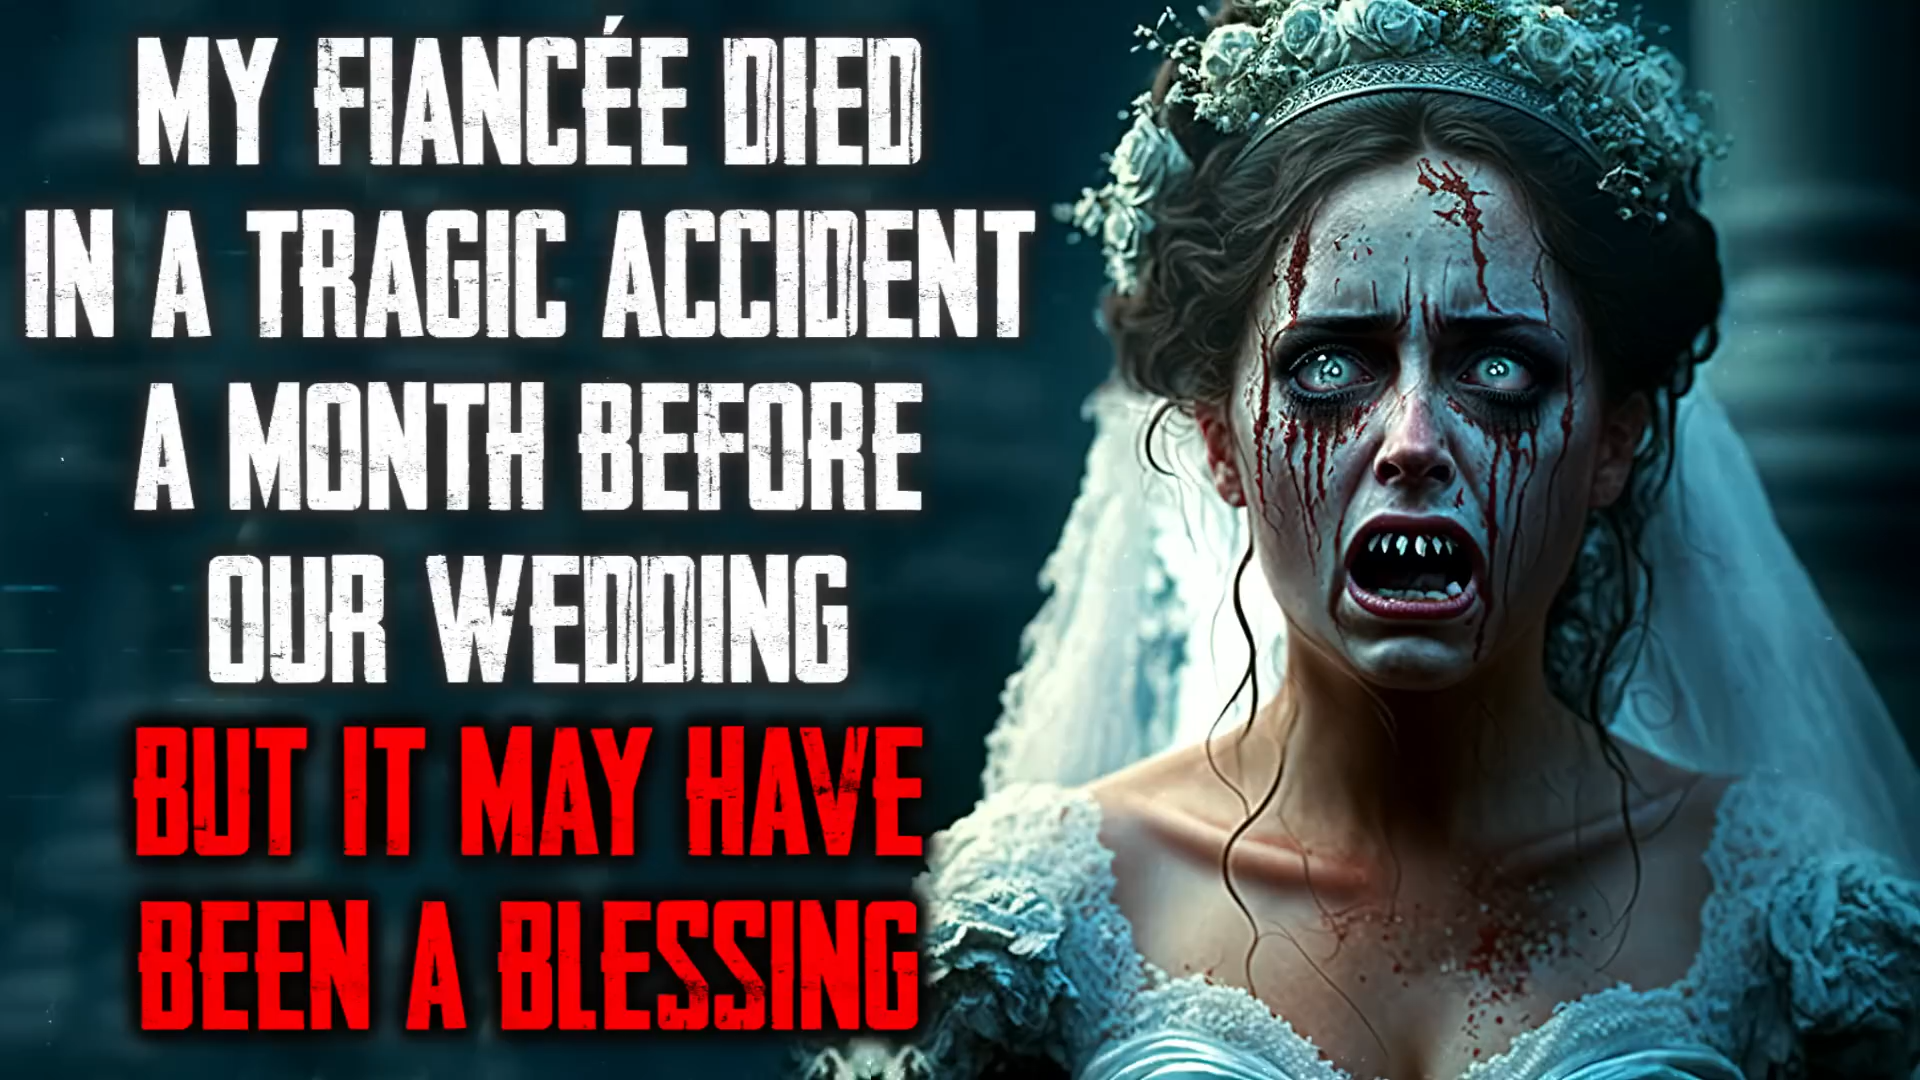 MY FIANCÉE DIED
IN A TRAGIC ACCIDENT
A MONTH BEFORE
OUR WEDDING
BUT IT MAY HAVE
BEEN A BLESSING